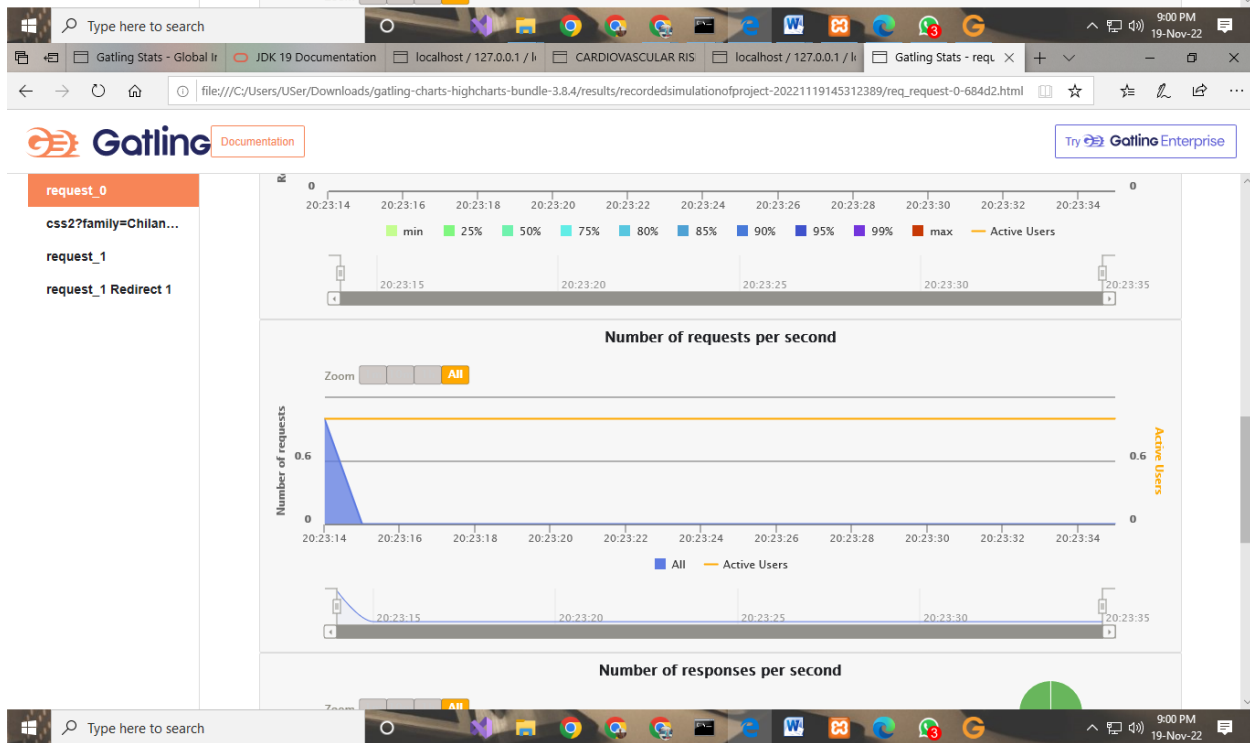 Type here to search
3
9:00 PM
19-Nov-22
Gatling Stats - Global Ir
JDK 19 Documentation
localhost / 127.0.0.1 / l
CARDIOVASCULAR RIS
localhost / 127.0.0.1 / l
Gatling Stats - requ
file:///C:/Users/USer/Downloads/gatling-charts-highcharts-bundle-3.8.4/results/recordedsimulationofproject-20221119145312389/req_request-0-684d2.html
Gatling
Documentation
Try Gatling Enterprise
request_0
css2?family=Chilan...
request_1
request_1 Redirect 1
0 0
20:23:14 20:23:16 20:23:18 20:23:20 20:23:22 20:23:24 20:23:26 20:23:28 20:23:30 20:23:32 20:23:34
min 25% 50% 75% 80% 85% 90% 95% 99% max Active Users
20:23:15 20:23:20 20:23:25 20:23:30 20:23:35
Number of requests per second
Zoom All
Number of requests
Active Users
0.6 0.6
0 0
20:23:14 20:23:16 20:23:18 20:23:20 20:23:22 20:23:24 20:23:26 20:23:28 20:23:30 20:23:32 20:23:34
All Active Users
20:23:15 20:23:20 20:23:25 20:23:30 20:23:35
Number of responses per second
Zoom All
Type here to search
3
9:00 PM
19-Nov-22